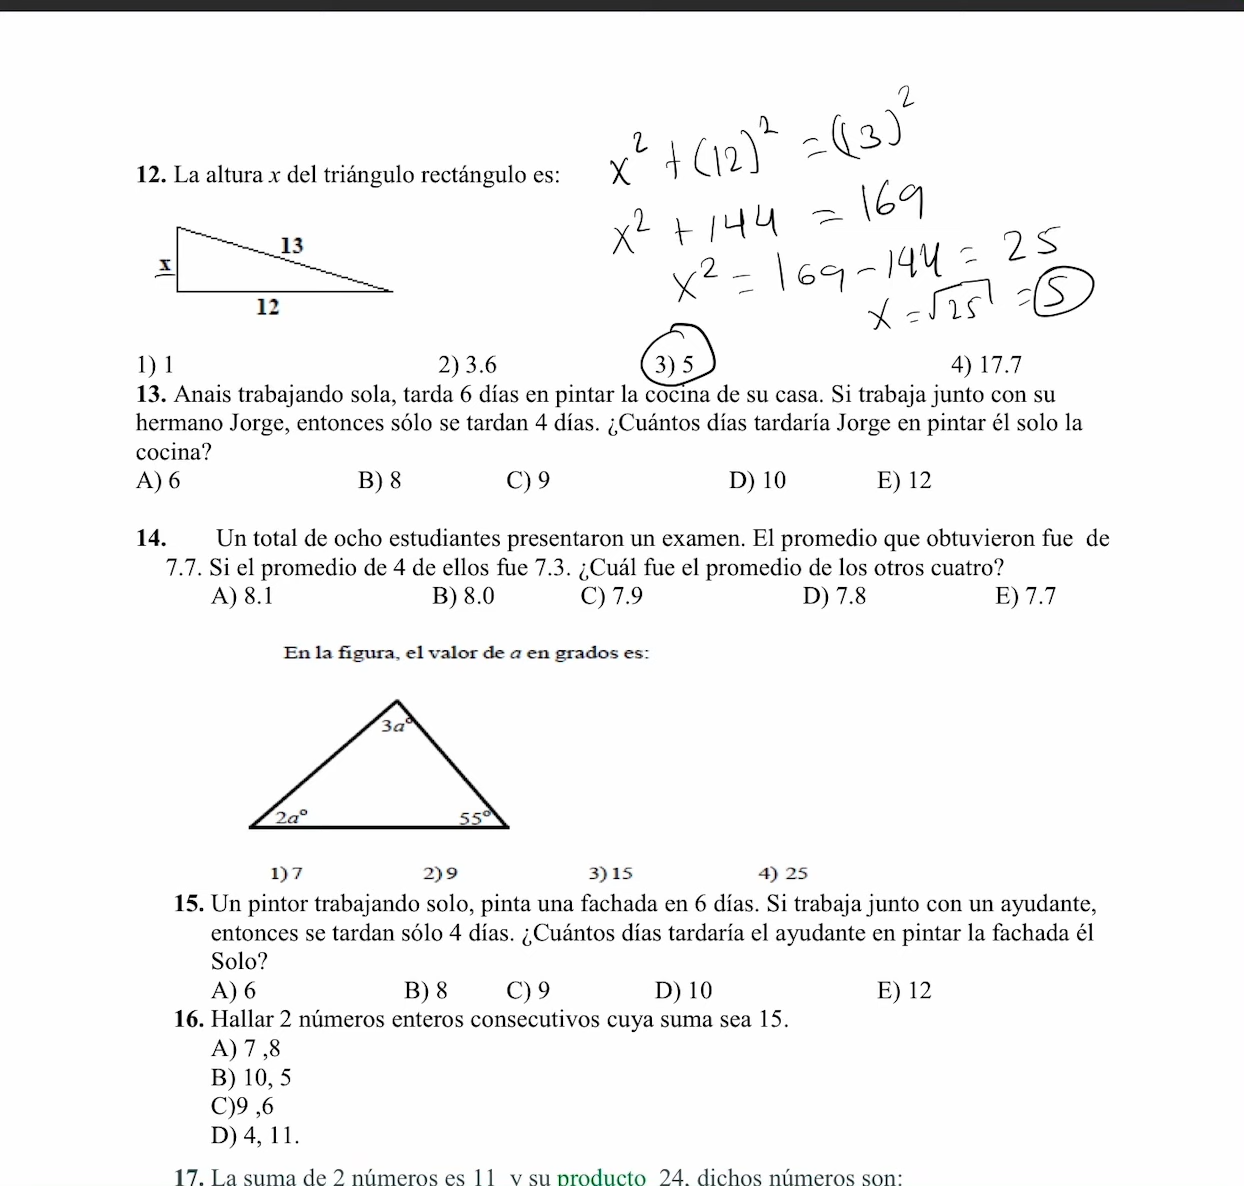 x² + (12)² = (13)²
12. La altura x del triángulo rectángulo es:
x² + 144 = 169
13
x² = 169 - 144 = 25
x
x = √25 = 5
12
1) 1 2) 3.6 3) 5 4) 17.7
13. Anais trabajando sola, tarda 6 días en pintar la cocina de su casa. Si trabaja junto con su
hermano Jorge, entonces sólo se tardan 4 días. ¿Cuántos días tardaría Jorge en pintar él solo la
cocina?
A) 6 B) 8 C) 9 D) 10 E) 12
14. Un total de ocho estudiantes presentaron un examen. El promedio que obtuvieron fue de
7.7. Si el promedio de 4 de ellos fue 7.3. ¿Cuál fue el promedio de los otros cuatro?
A) 8.1 B) 8.0 C) 7.9 D) 7.8 E) 7.7
En la figura, el valor de a en grados es:
3a°
2a° 55°
1) 7 2) 9 3) 15 4) 25
15. Un pintor trabajando solo, pinta una fachada en 6 días. Si trabaja junto con un ayudante,
entonces se tardan sólo 4 días. ¿Cuántos días tardaría el ayudante en pintar la fachada él
Solo?
A) 6 B) 8 C) 9 D) 10 E) 12
16. Hallar 2 números enteros consecutivos cuya suma sea 15.
A) 7 ,8
B) 10, 5
C)9 ,6
D) 4, 11.
17. La suma de 2 números es 11 y su producto 24, dichos números son: